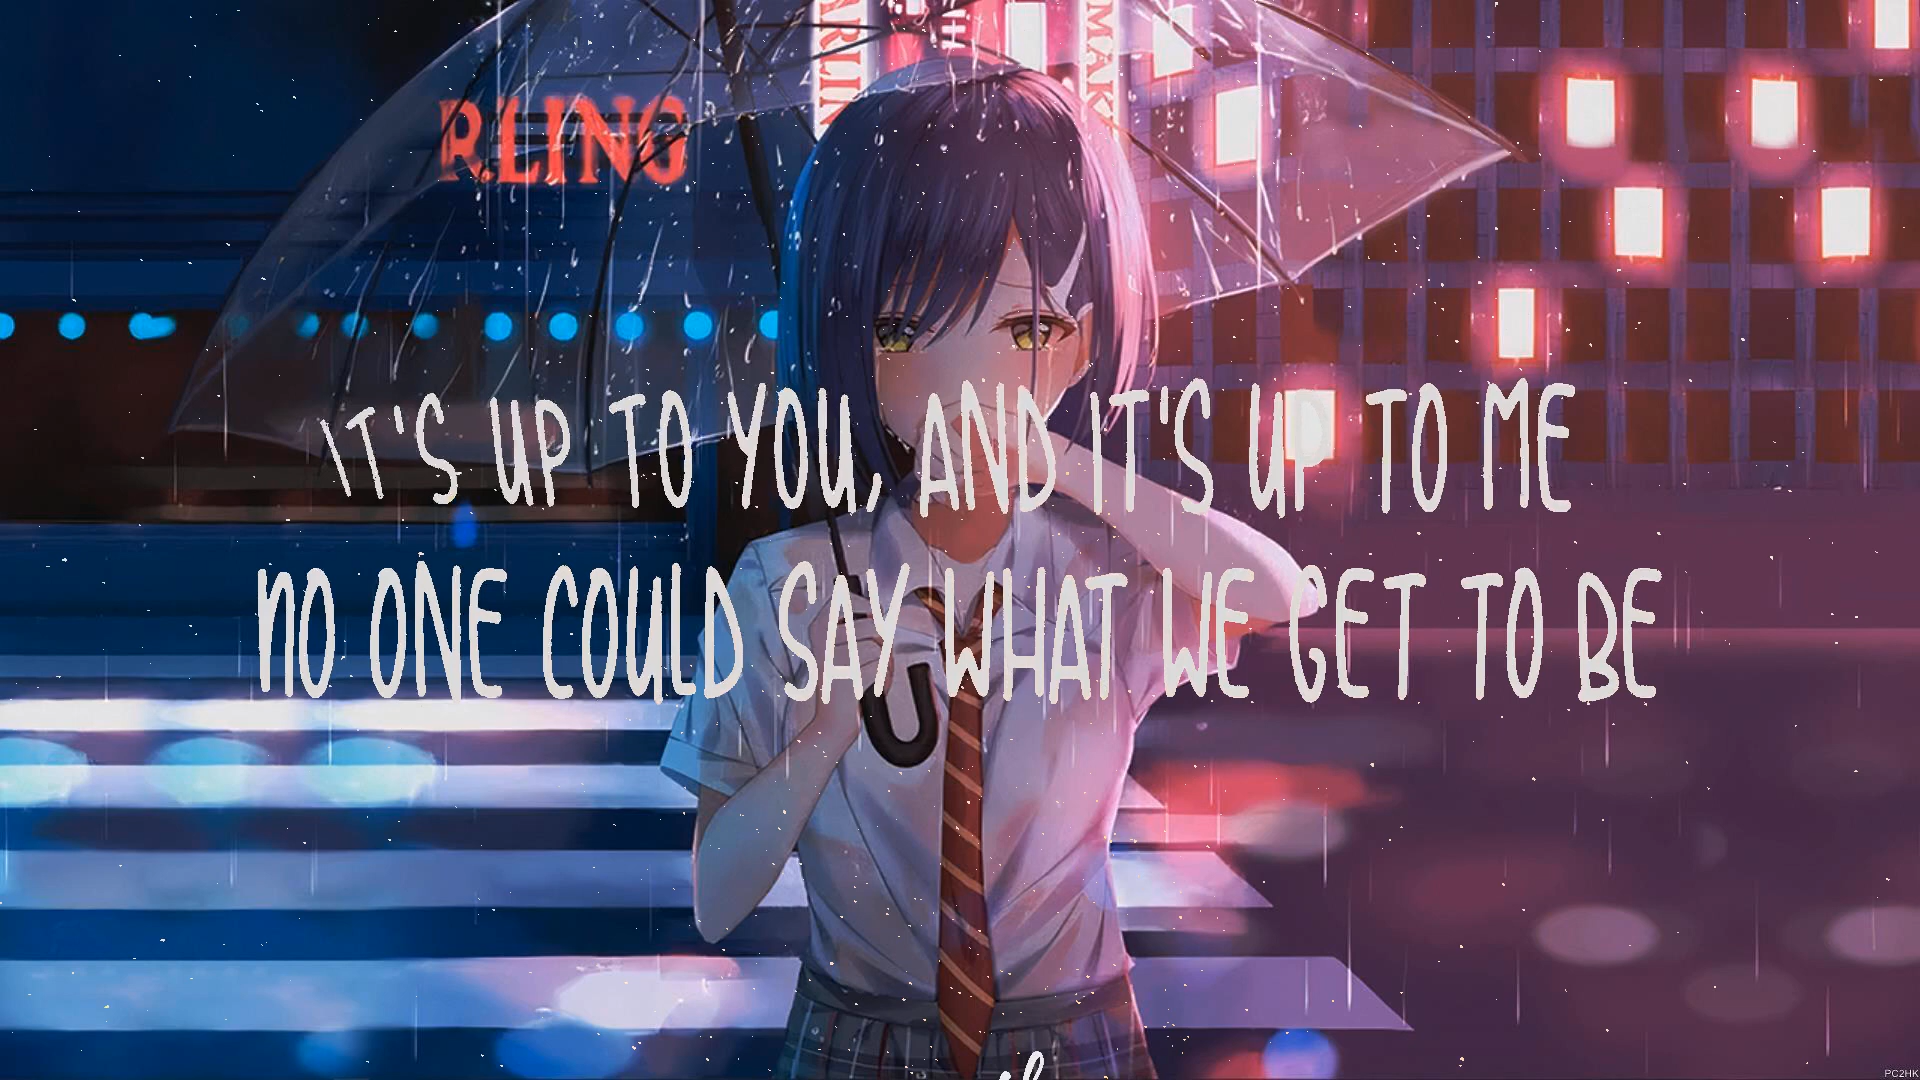 RLING
IT'S UP TO YOU, AND IT'S UP TO ME
NO ONE COULD SAY WHAT WE GET TO BE
PC2HK